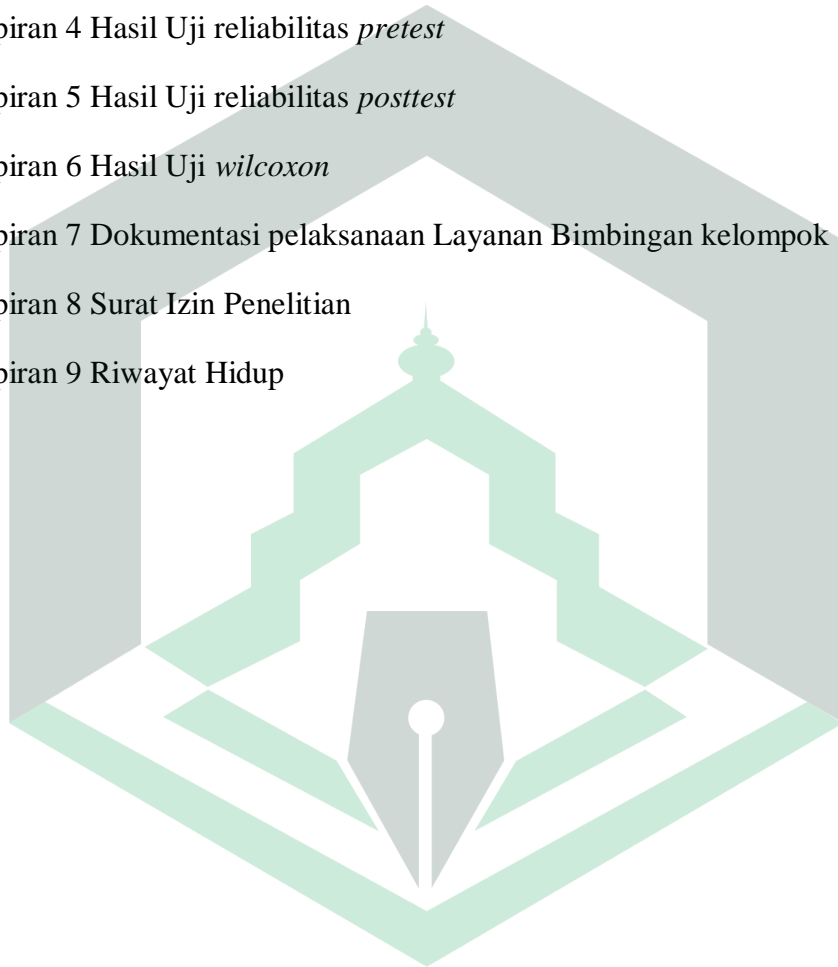 piran 4 Hasil Uji reliabilitas pretest
piran 5 Hasil Uji reliabilitas posttest
piran 6 Hasil Uji wilcoxon
piran 7 Dokumentasi pelaksanaan Layanan Bimbingan kelompok
piran 8 Surat Izin Penelitian
piran 9 Riwayat Hidup